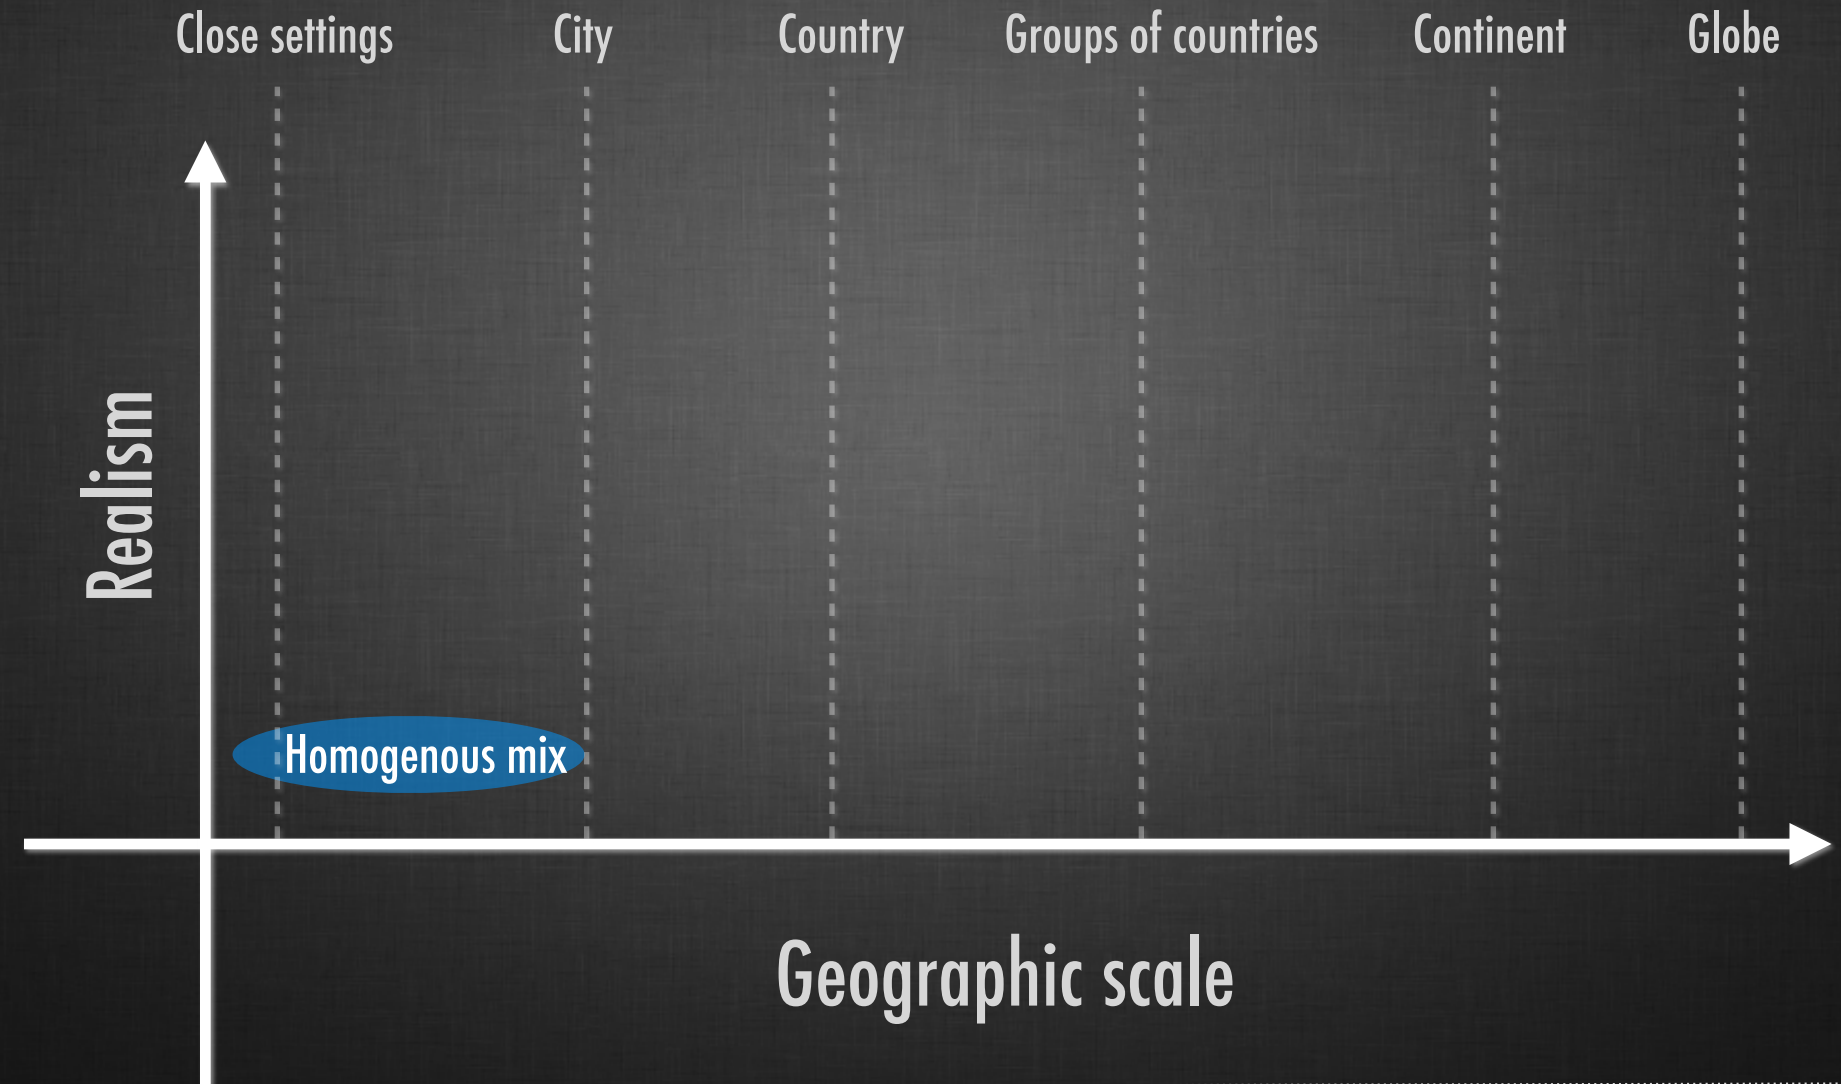 Close settings
City
Country
Groups of countries
Continent
Globe
Realism
Homogenous mix
Geographic scale